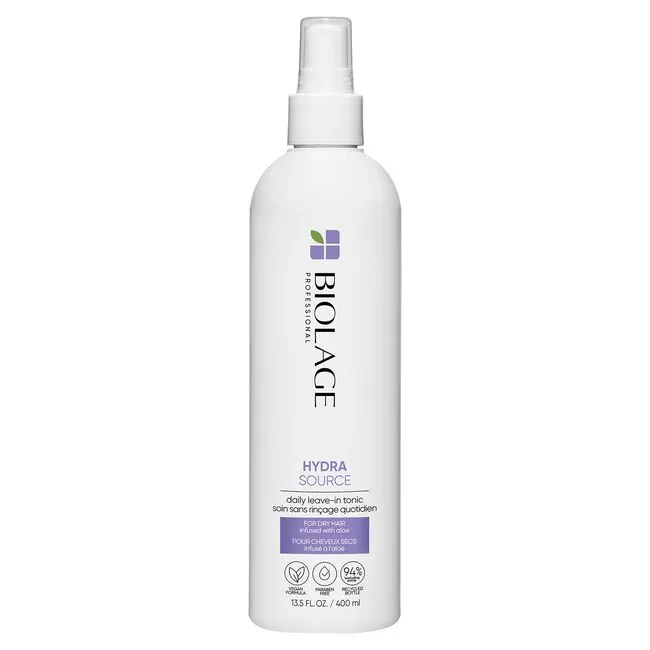 BIOLAGE
PROFESSIONAL
HYDRA
SOURCE
daily leave-in tonic
soin sans rinçage quotidien
FOR DRY HAIR
infused with aloe
POUR CHEVEUX SECS
infusé à l'aloé
VEGAN
FORMULA
PARABEN
FREE
94%
RECYCLED
BOTTLE
13.5 FL.OZ. / 400 ml